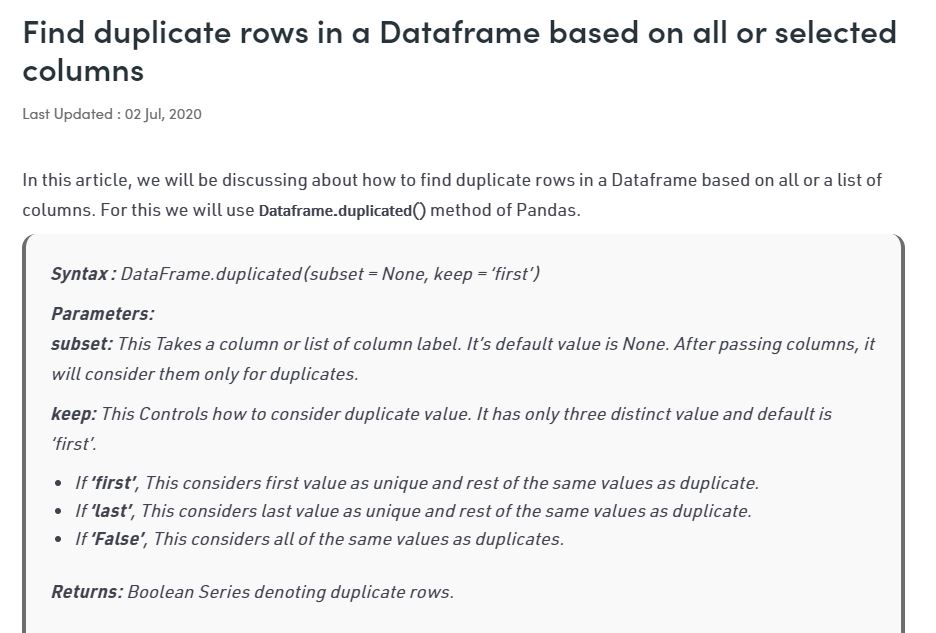 Find duplicate rows in a Dataframe based on all or selected
columns
Last Updated : 02 Jul, 2020
In this article, we will be discussing about how to find duplicate rows in a Dataframe based on all or a list of
columns. For this we will use Dataframe.duplicated() method of Pandas.
Syntax : DataFrame.duplicated(subset = None, keep = ‘first’)
Parameters:
subset: This Takes a column or list of column label. It’s default value is None. After passing columns, it
will consider them only for duplicates.
keep: This Controls how to consider duplicate value. It has only three distinct value and default is
‘first’.
• If ‘first’, This considers first value as unique and rest of the same values as duplicate.
• If ‘last’, This considers last value as unique and rest of the same values as duplicate.
• If ‘False’, This considers all of the same values as duplicates.
Returns: Boolean Series denoting duplicate rows.